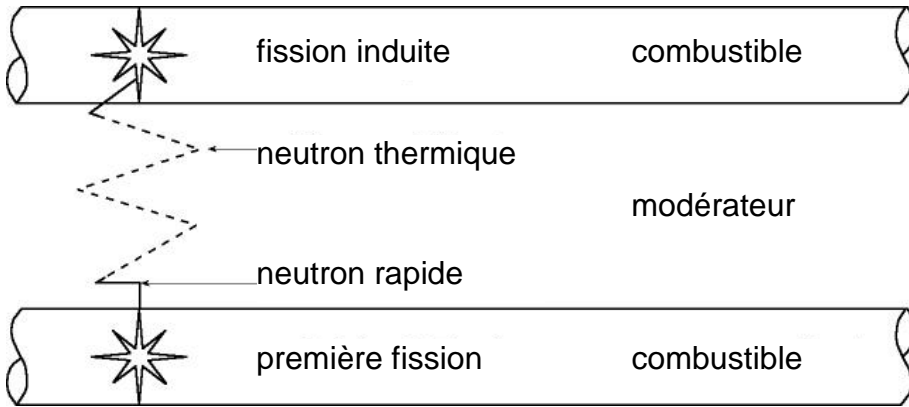 fission induite combustible
neutron thermique
modérateur
neutron rapide
première fission combustible